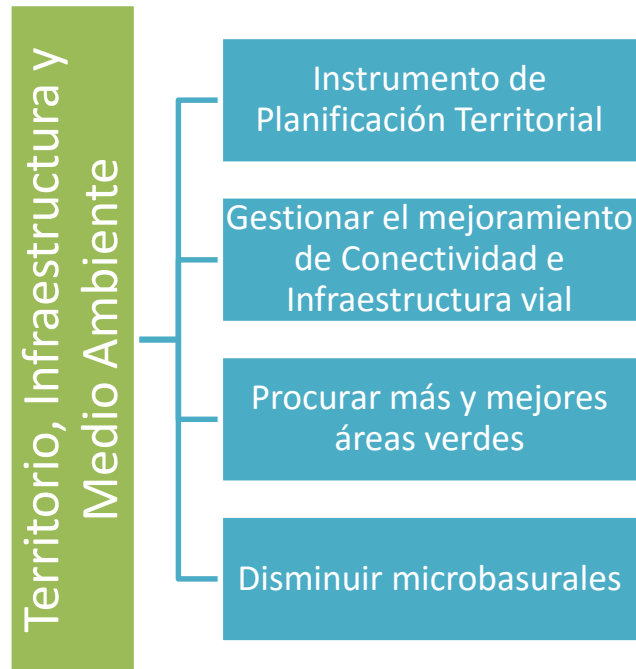 Territorio, Infraestructura y
Medio Ambiente
Instrumento de
Planificación Territorial
Gestionar el mejoramiento
de Conectividad e
Infraestructura vial
Procurar más y mejores
áreas verdes
Disminuir microbasurales